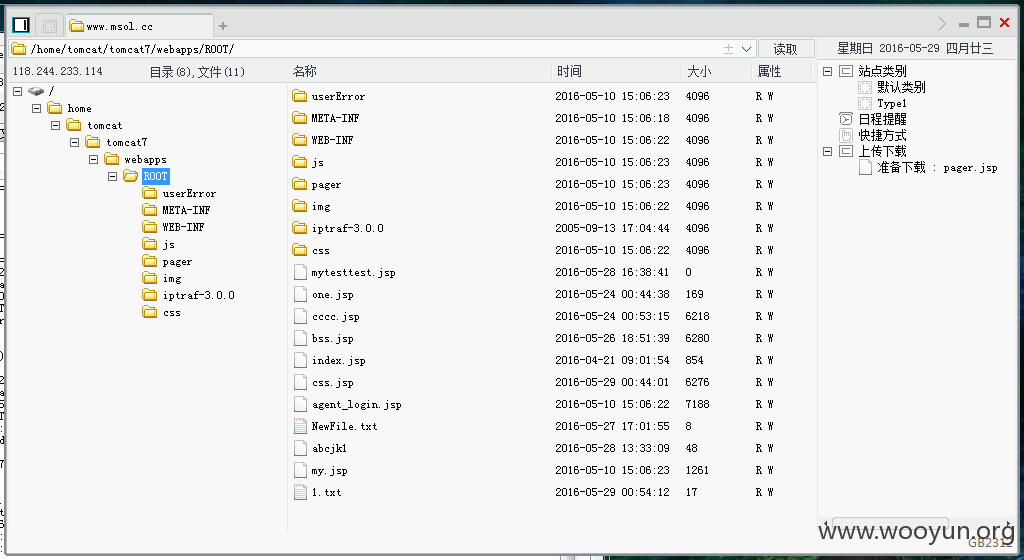 www.msol.cc
/home/tomcat/tomcat7/webapps/ROOT/
读取
星期日 2016-05-29 四月廿三
118.244.233.114
目录(8),文件(11)
名称 时间 大小 属性
/
home
tomcat
tomcat7
webapps
ROOT
userError
META-INF
WEB-INF
js
pager
img
iptraf-3.0.0
css
userError 2016-05-10 15:06:23 4096 R W
META-INF 2016-05-10 15:06:18 4096 R W
WEB-INF 2016-05-10 15:06:22 4096 R W
js 2016-05-10 15:06:23 4096 R W
pager 2016-05-10 15:06:23 4096 R W
img 2016-05-10 15:06:22 4096 R W
iptraf-3.0.0 2005-09-13 17:04:44 4096 R W
css 2016-05-10 15:06:22 4096 R W
mytesttest.jsp 2016-05-28 16:38:41 0 R W
one.jsp 2016-05-24 00:44:38 169 R W
cccc.jsp 2016-05-24 00:53:15 6218 R W
bss.jsp 2016-05-26 18:51:39 6280 R W
index.jsp 2016-04-21 09:01:54 854 R W
css.jsp 2016-05-29 00:44:01 6276 R W
agent_login.jsp 2016-05-10 15:06:22 7188 R W
NewFile.txt 2016-05-27 17:01:55 8 R W
abcjk1 2016-05-28 13:33:09 48 R W
my.jsp 2016-05-10 15:06:23 1261 R W
1.txt 2016-05-29 00:54:12 17 R W
站点类别
默认类别
Type1
日程提醒
快捷方式
上传下载
准备下载 : pager.jsp
www.wooyun.org
GB2312